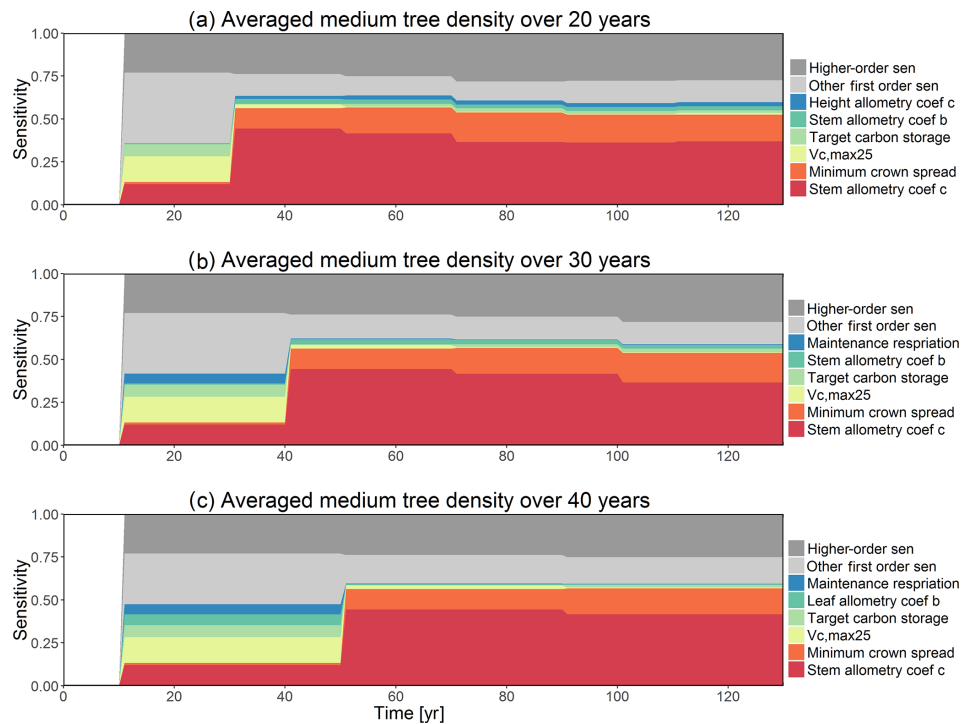 (a) Averaged medium tree density over 20 years
1.00
0.75
0.50
0.25
0.00
Sensitivity
0 20 40 60 80 100 120
Higher-order sen
Other first order sen
Height allometry coef c
Stem allometry coef b
Target carbon storage
Vc,max25
Minimum crown spread
Stem allometry coef c
(b) Averaged medium tree density over 30 years
1.00
0.75
0.50
0.25
0.00
Sensitivity
0 20 40 60 80 100 120
Higher-order sen
Other first order sen
Maintenance respriation
Stem allometry coef b
Target carbon storage
Vc,max25
Minimum crown spread
Stem allometry coef c
(c) Averaged medium tree density over 40 years
1.00
0.75
0.50
0.25
0.00
Sensitivity
0 20 40 60 80 100 120
Time [yr]
Higher-order sen
Other first order sen
Maintenance respriation
Leaf allometry coef b
Target carbon storage
Vc,max25
Minimum crown spread
Stem allometry coef c